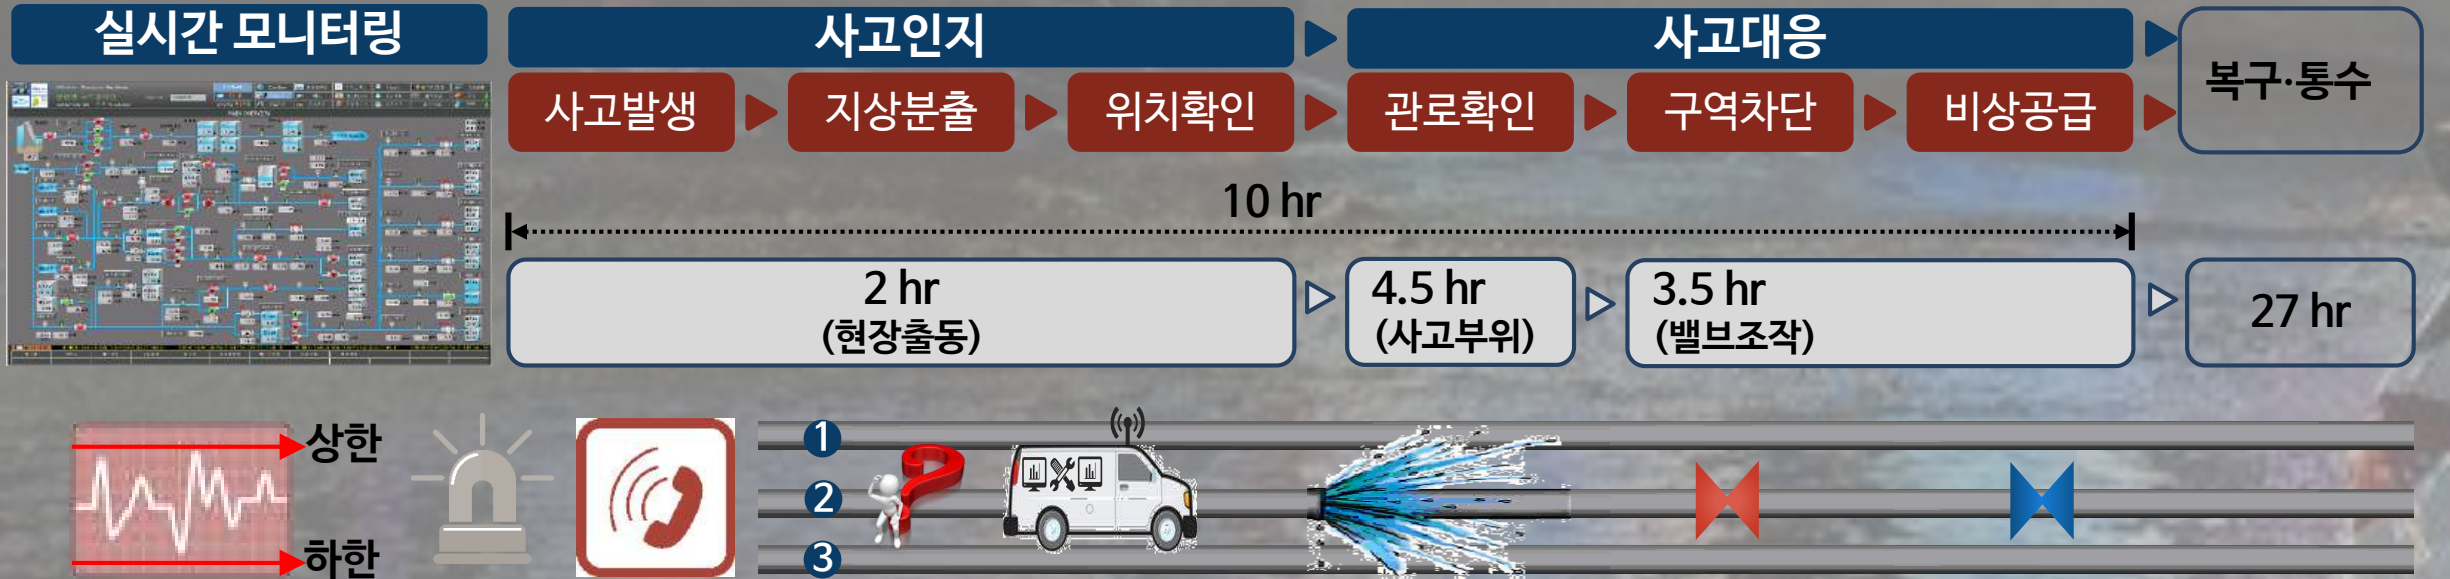 실시간 모니터링
사고인지
사고대응
복구·통수
사고발생
지상분출
위치확인
관로확인
구역차단
비상공급
10 hr
2 hr
(현장출동)
4.5 hr
(사고부위)
3.5 hr
(밸브조작)
27 hr
상한
하한
1
2
3